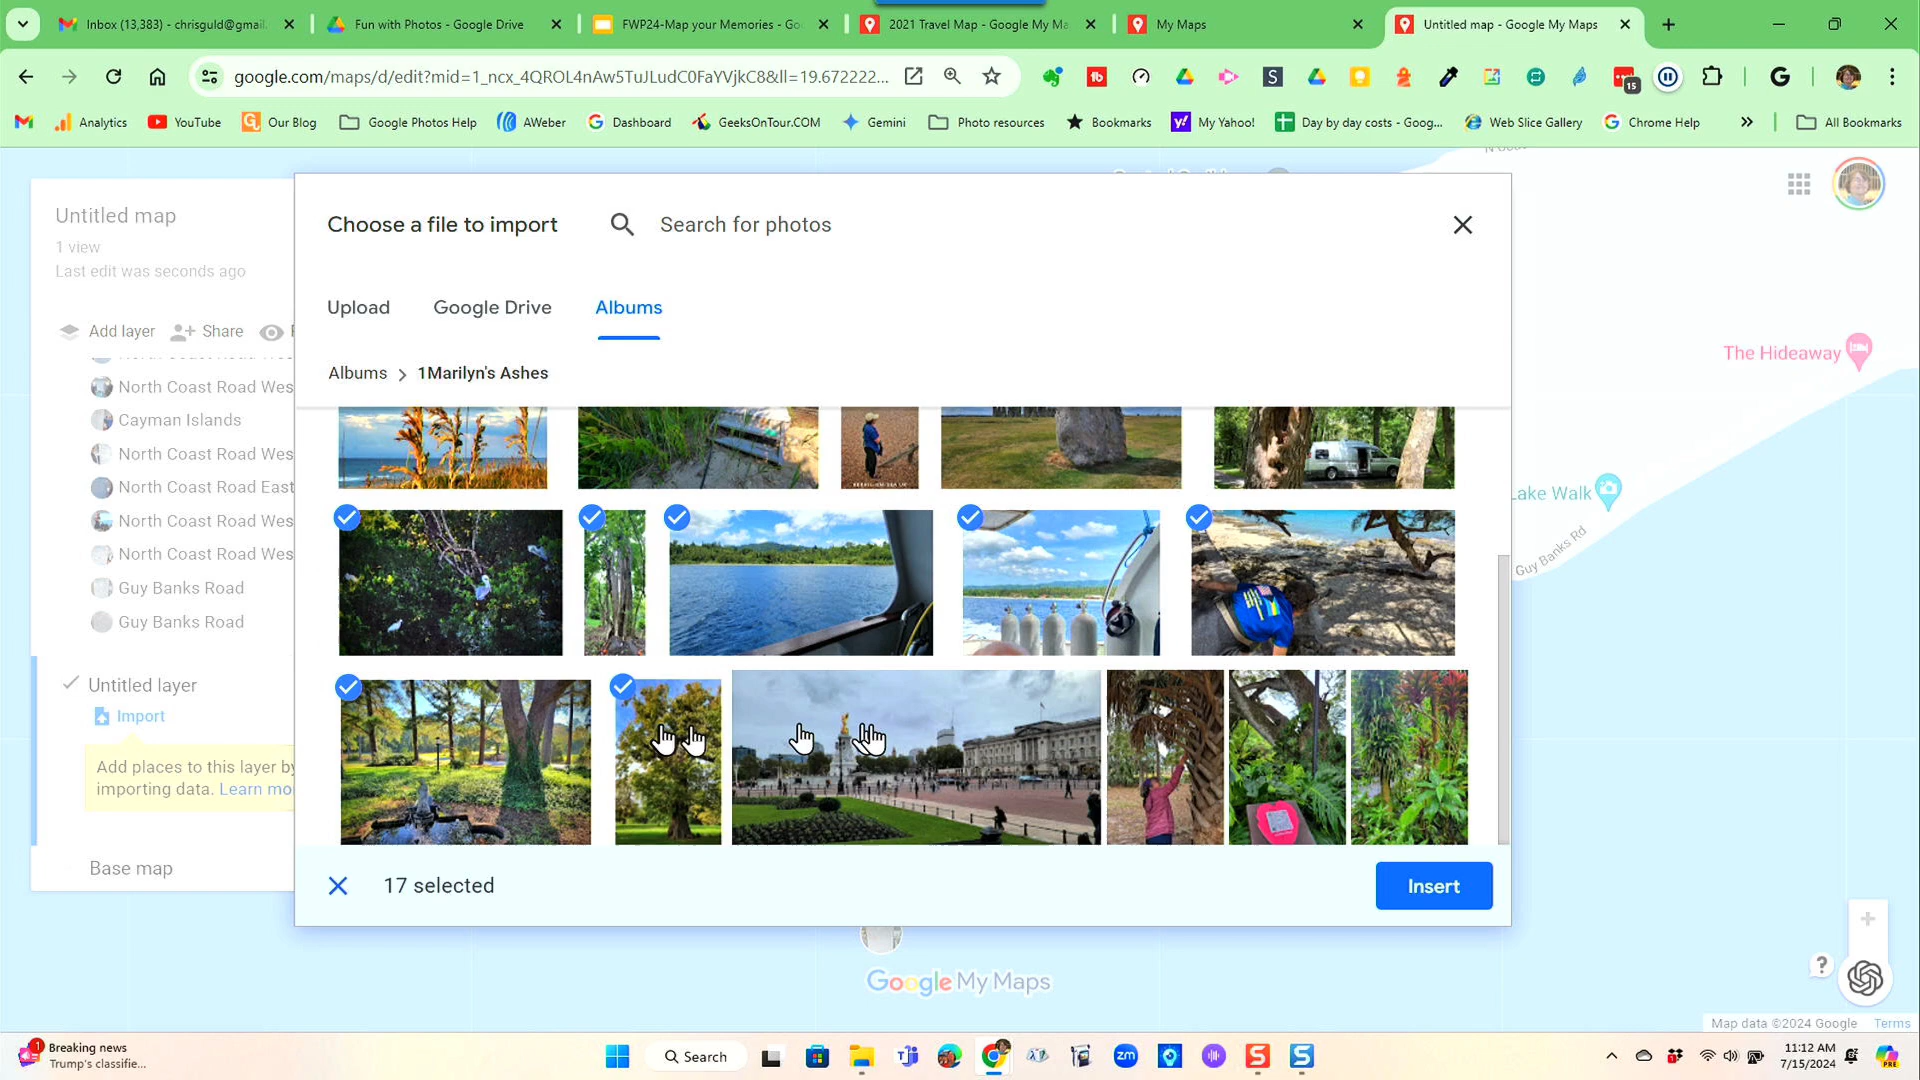 Inbox (13,383) - chrisguld@gmail.
Fun with Photos - Google Drive
FWP24-Map your Memories - Go
2021 Travel Map - Google My Ma
My Maps
Untitled map - Google My Maps
google.com/maps/d/edit?mid=1_ncx_4QROL4nAw5TuJLudC0FaYVjkC8&ll=19.672222...
15
Analytics
YouTube
Our Blog
Google Photos Help
AWeber
Dashboard
GeeksOnTour.COM
Gemini
Photo resources
Bookmarks
My Yahoo!
Day by day costs - Goog...
Web Slice Gallery
Chrome Help
All Bookmarks
Untitled map
1 view
Last edit was seconds ago
Add layer
Share
North Coast Road Wes
Cayman Islands
North Coast Road Wes
North Coast Road East
North Coast Road Wes
North Coast Road Wes
Guy Banks Road
Guy Banks Road
Untitled layer
Import
Add places to this layer by
importing data. Learn mo
Base map
Choose a file to import
Search for photos
Upload
Google Drive
Albums
Albums > 1Marilyn's Ashes
17 selected
Insert
The Hideaway
Lake Walk
Guy Banks Rd
Google My Maps
Map data ©2024 Google
Terms
Breaking news
Trump's classifie...
Search
zm
11:12 AM
7/15/2024
PRE